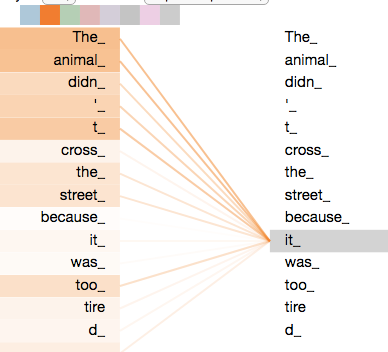 The_ The_
animal_ animal_
didn_ didn_
'_ '_
t_ t_
cross_ cross_
the_ the_
street_ street_
because_ because_
it_ it_
was_ was_
too_ too_
tire tire
d_ d_